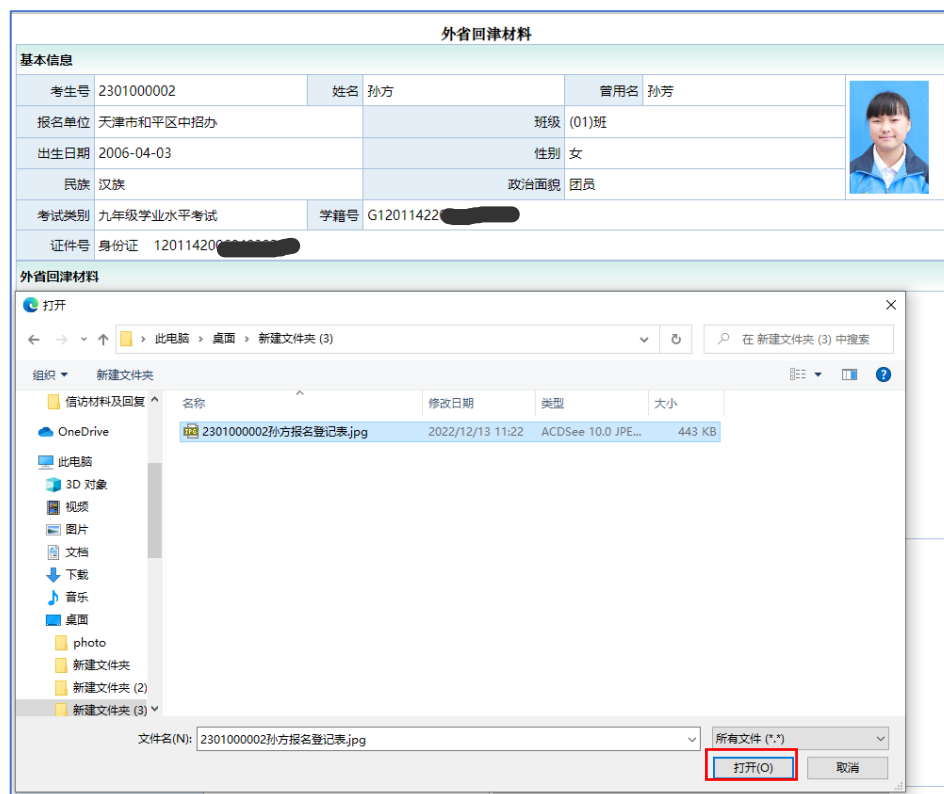 外省回津材料
基本信息
考生号 2301000002 姓名 孙方 曾用名 孙芳
报名单位 天津市和平区中招办 班级 (01)班
出生日期 2006-04-03 性别 女
民族 汉族 政治面貌 团员
考试类别 九年级学业水平考试 学籍号 G12011422
证件号 身份证 1201142006
外省回津材料
打开
此电脑 › 桌面 › 新建文件夹 (3) 在 新建文件夹 (3) 中搜索
组织 新建文件夹
信访材料及回复 名称 修改日期 类型 大小
OneDrive 2301000002孙方报名登记表.jpg 2022/12/13 11:22 ACDSee 10.0 JPE... 443 KB
此电脑
3D 对象
视频
图片
文档
下载
音乐
桌面
photo
新建文件夹
新建文件夹 (2)
新建文件夹 (3)
文件名(N): 2301000002孙方报名登记表.jpg 所有文件 (*.*)
打开(O) 取消